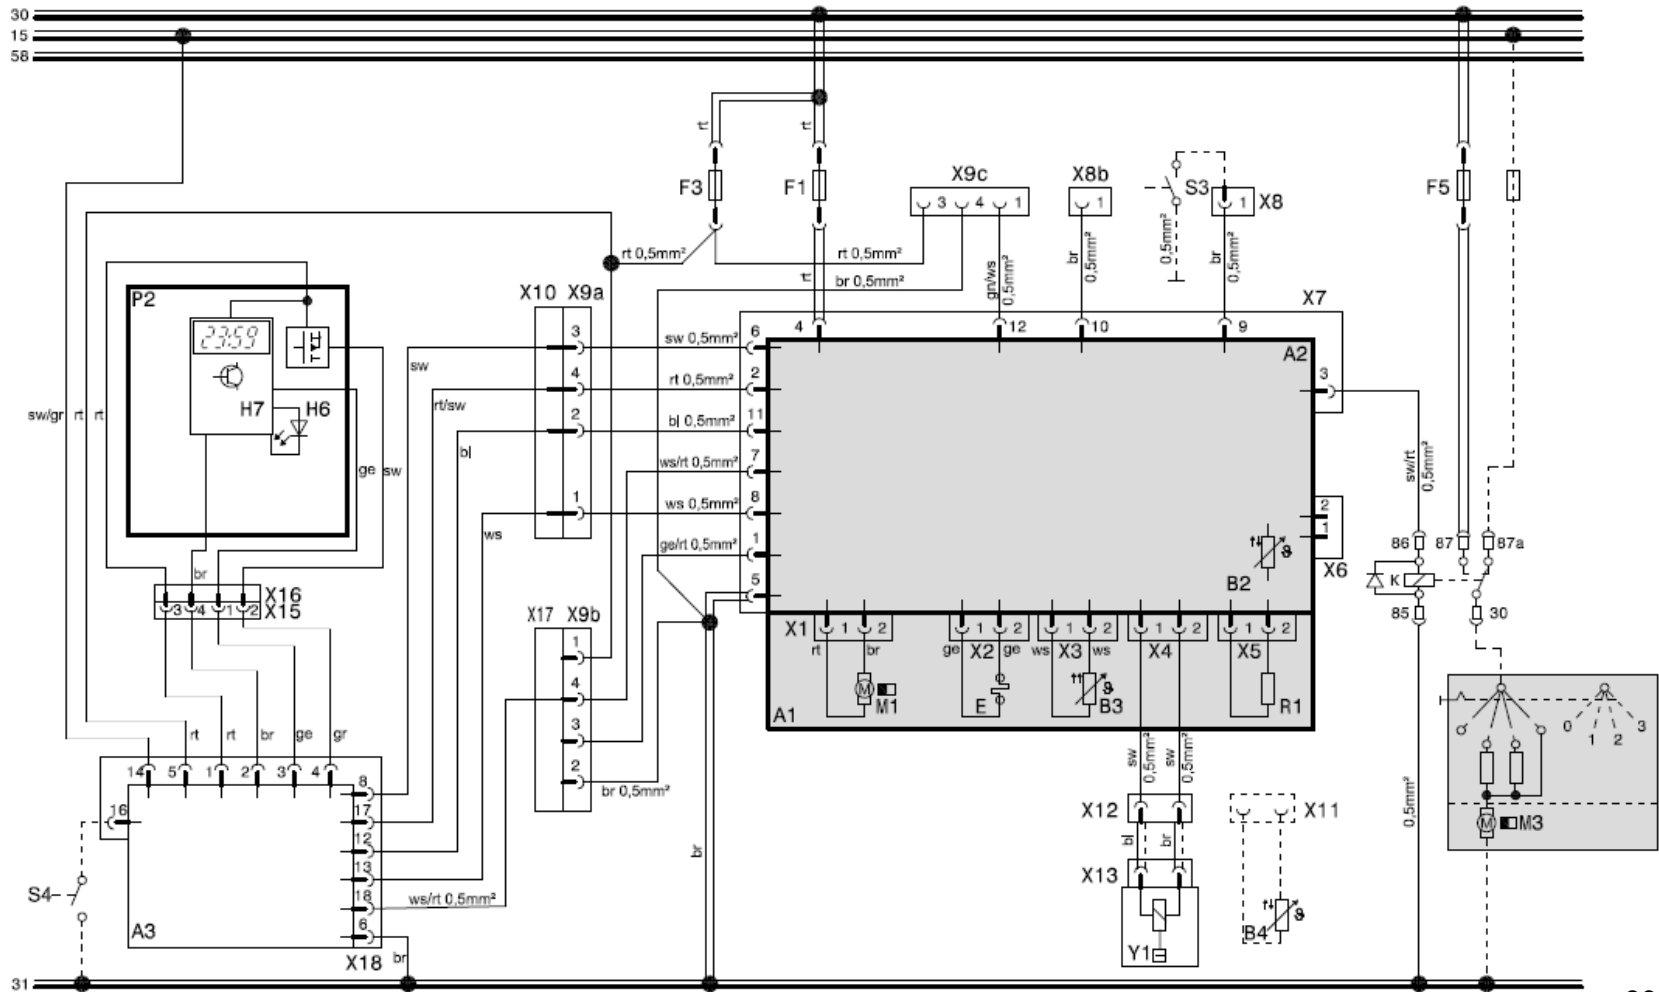 30
15
58
rt
rt
F3
F1
X9c
3 4 1
X8b
1
S3
1 X8
F5
0,5mm²
rt 0,5mm²
rt 0,5mm²
br 0,5mm²
rt
gn/ws 0,5mm²
br 0,5mm²
br 0,5mm²
P2
23:59
H7 H6
sw/gr rt rt
ge sw
br
X16
3 4 1 2 X15
X10 X9a
3
4
2
1
sw
rt/sw
bl
ws
X7
4 12 10 9
A2
sw 0,5mm² 6
rt 0,5mm² 2
bl 0,5mm² 11
ws/rt 0,5mm² 7
ws 0,5mm² 8
ge/rt 0,5mm² 1
5
3
sw/rt 0,5mm²
2
1
X6
B2
86 87 87a
K
85 30
X17 X9b
1
4
3
2
br 0,5mm²
X1 1 2
rt br
M
M1
1 2
ge X2 ge
E
1 2
ws X3 ws
B3
1 2
X4
1 2
X5
R1
A1
0 1 2 3
M
M3
rt rt br ge gr
14 5 1 2 3 4
16
8
17
12
13
18
6
ws/rt 0,5mm²
S4
A3
X18 br
br
sw 0,5mm² sw 0,5mm²
X12
X11
bl br
X13
Y1
B4
0,5mm²
31